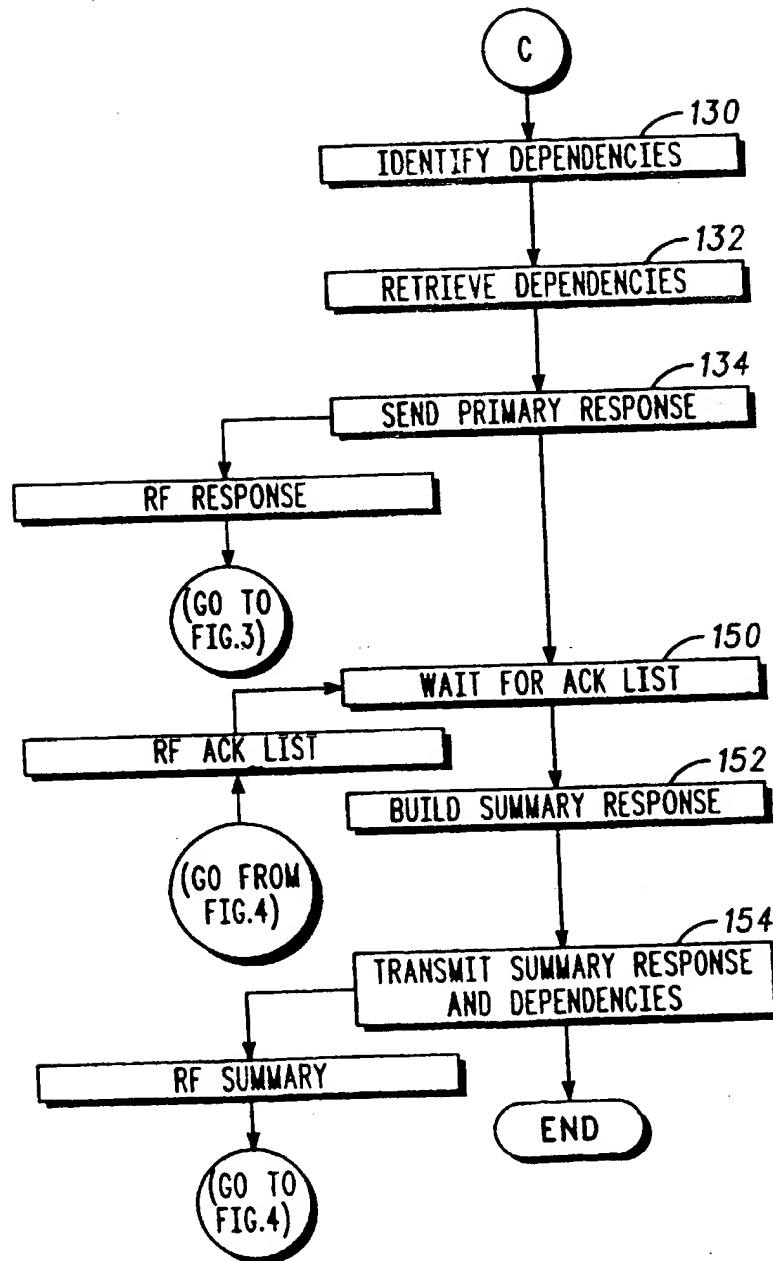 C
130
IDENTIFY DEPENDENCIES
132
RETRIEVE DEPENDENCIES
134
SEND PRIMARY RESPONSE
RF RESPONSE
(GO TO
FIG.3)
150
WAIT FOR ACK LIST
RF ACK LIST
152
BUILD SUMMARY RESPONSE
(GO FROM
FIG.4)
154
TRANSMIT SUMMARY RESPONSE
AND DEPENDENCIES
RF SUMMARY
END
(GO TO
FIG.4)